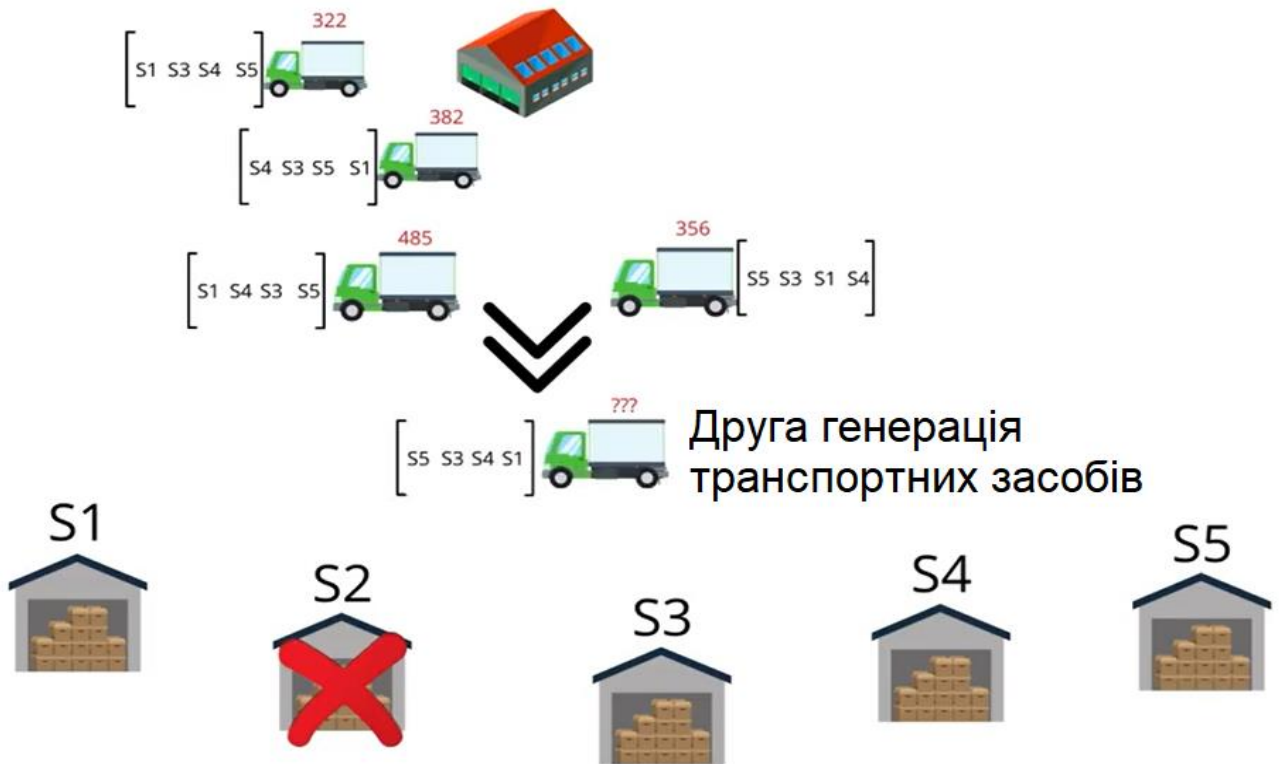 322
S1 S3 S4 S5
382
S4 S3 S5 S1
485
S1 S4 S3 S5
356
S5 S3 S1 S4
???
S5 S3 S4 S1
Друга генерація
транспортних засобів
S1
S2
S3
S4
S5